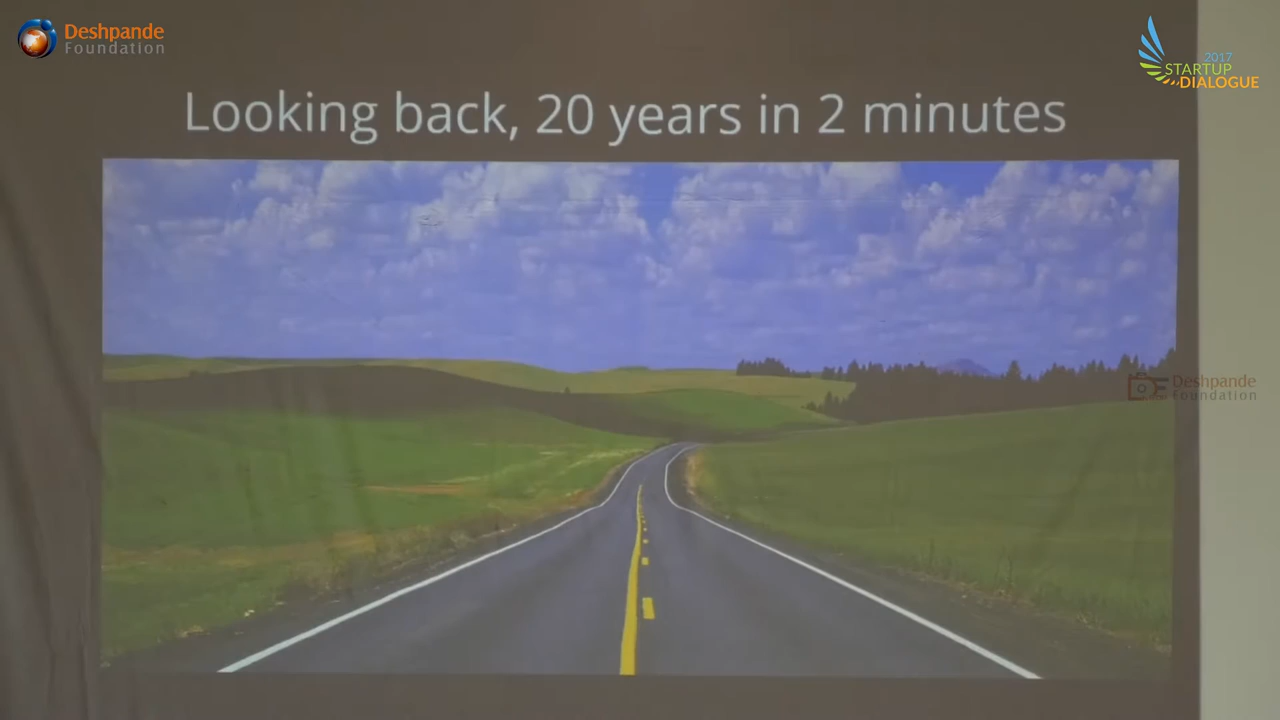 Deshpande
Foundation
2017
STARTUP
DIALOGUE
Looking back, 20 years in 2 minutes
Deshpande
Foundation